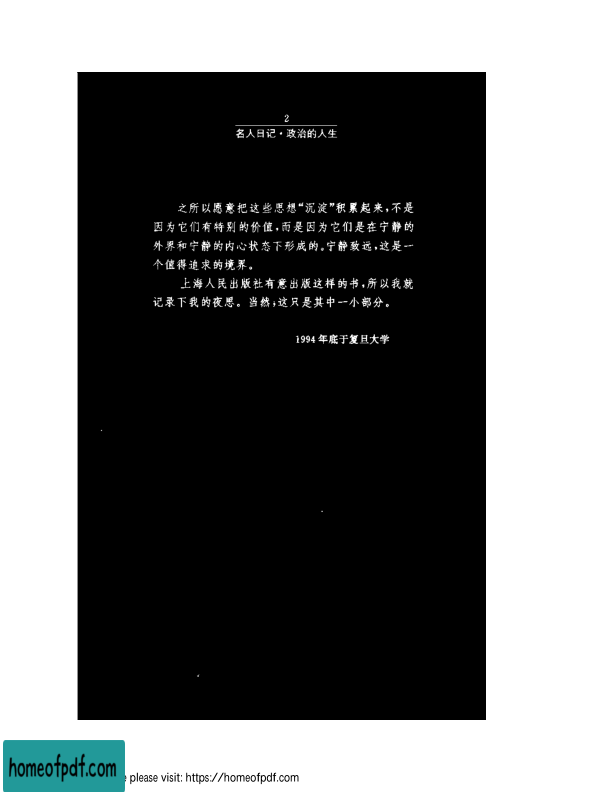 2
名人日记·政治的人生
之所以愿意把这些思想“沉淀”积累起来,不是
因为它们有特别的价值,而是因为它们是在宁静的
外界和宁静的内心状态下形成的。宁静致远,这是一
个值得追求的境界。
上海人民出版社有意出版这样的书,所以我就
记录下我的夜思。当然,这只是其中一小部分。
1994年底于复旦大学
homeofpdf.com
e please visit: https://homeofpdf.com